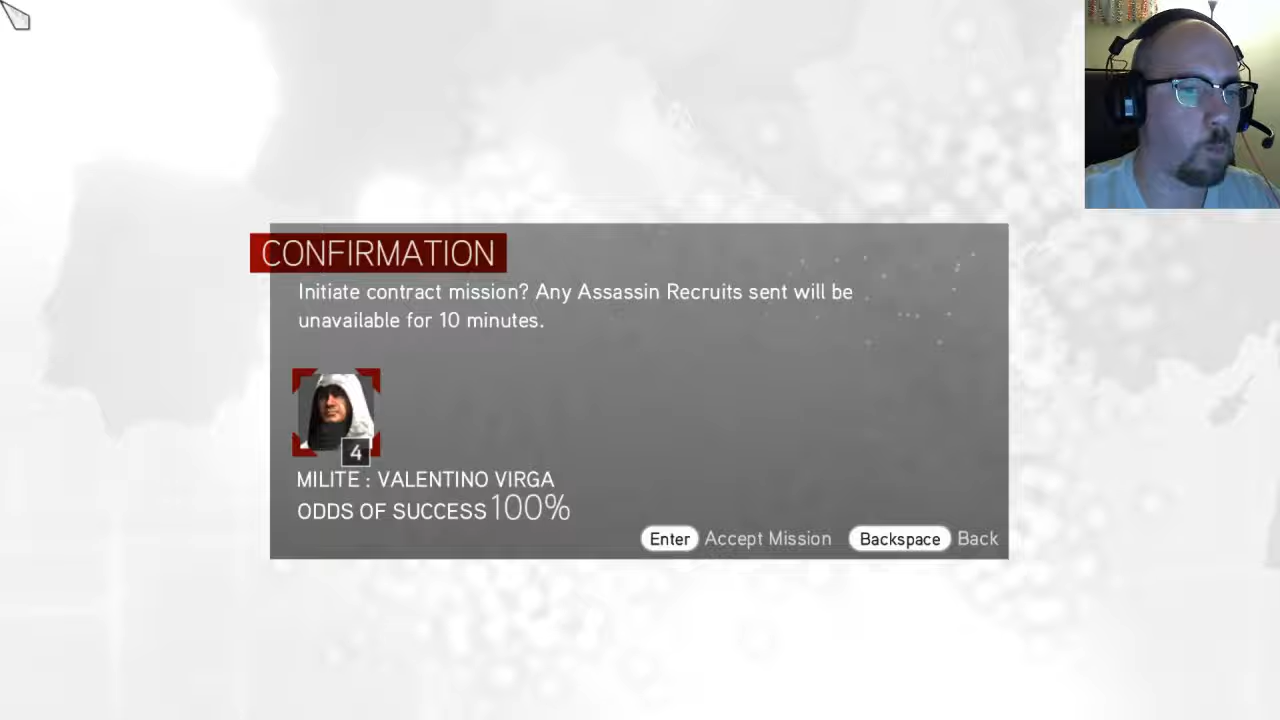 CONFIRMATION
Initiate contract mission? Any Assassin Recruits sent will be
unavailable for 10 minutes.
4
MILITE : VALENTINO VIRGA
ODDS OF SUCCESS 100%
Enter Accept Mission Backspace Back